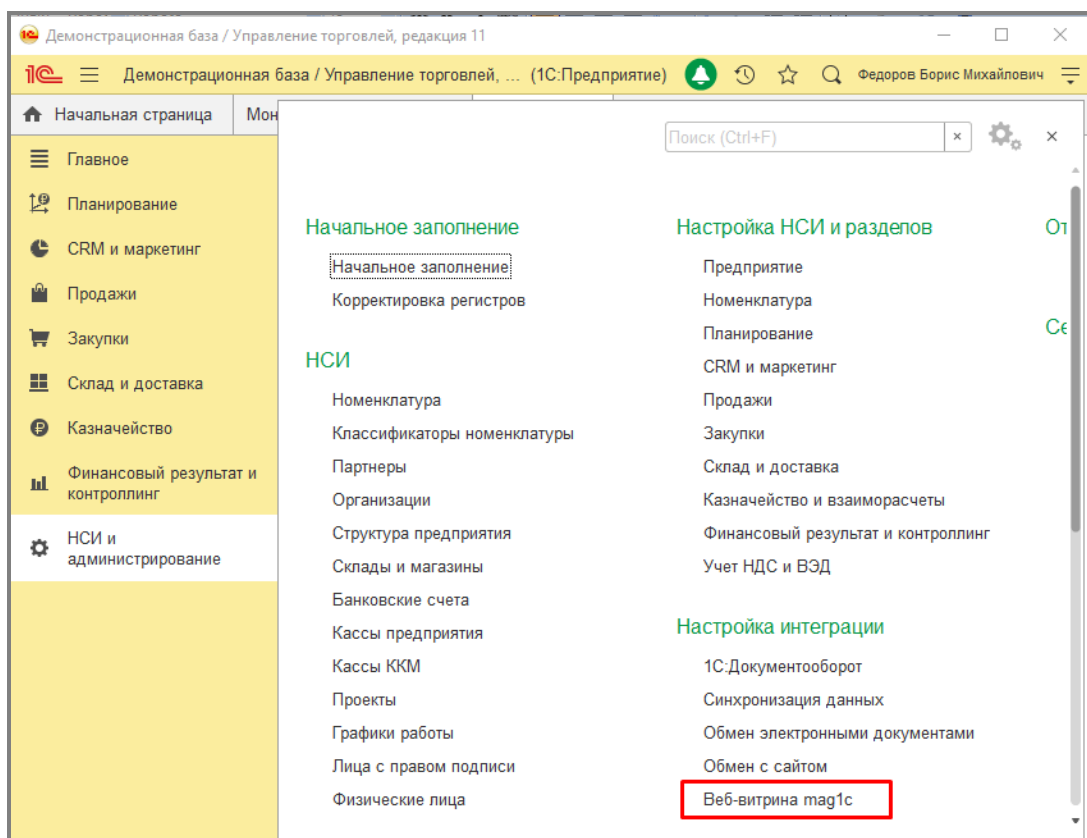 Демонстрационная база / Управление торговлей, редакция 11
Демонстрационная база / Управление торговлей, ... (1С:Предприятие)
Федоров Борис Михайлович
Начальная страница
Мон
Поиск (Ctrl+F)
Главное
Планирование
CRM и маркетинг
Продажи
Закупки
Склад и доставка
Казначейство
Финансовый результат и
контроллинг
НСИ и
администрирование
Начальное заполнение
Начальное заполнение
Корректировка регистров
НСИ
Номенклатура
Классификаторы номенклатуры
Партнеры
Организации
Структура предприятия
Склады и магазины
Банковские счета
Кассы предприятия
Кассы ККМ
Проекты
Графики работы
Лица с правом подписи
Физические лица
Настройка НСИ и разделов
Предприятие
Номенклатура
Планирование
CRM и маркетинг
Продажи
Закупки
Склад и доставка
Казначейство и взаиморасчеты
Финансовый результат и контроллинг
Учет НДС и ВЭД
Настройка интеграции
1С:Документооборот
Синхронизация данных
Обмен электронными документами
Обмен с сайтом
Веб-витрина mag1c
От
Се